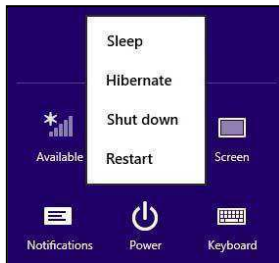 Sleep
Hibernate
Shut down
Restart
Available
Screen
Notifications
Power
Keyboard